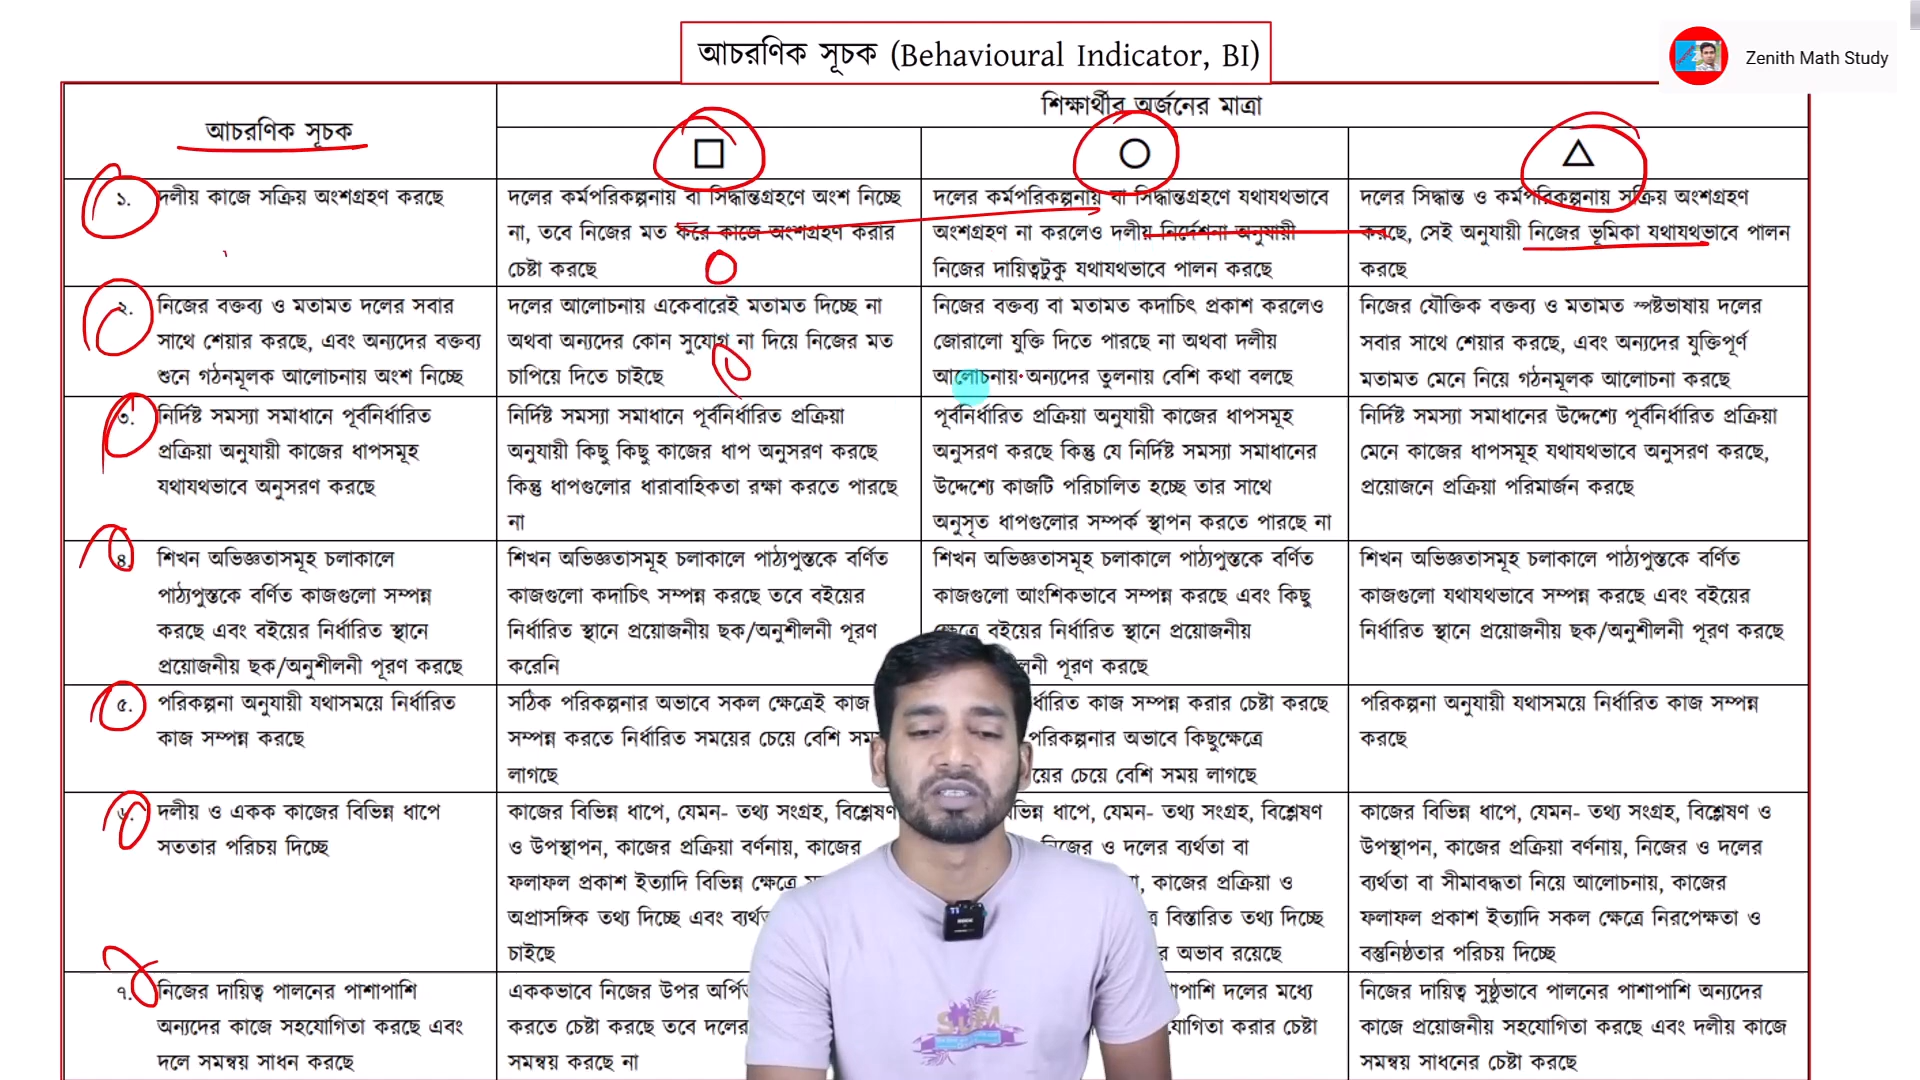 আচরণিক সূচক (Behavioural Indicator, BI)
Zenith Math Study
আচরণিক সূচক
শিক্ষার্থীর অর্জনের মাত্রা
১. দলীয় কাজে সক্রিয় অংশগ্রহণ করছে
দলের কর্মপরিকল্পনায় বা সিদ্ধান্তগ্রহণে অংশ নিচ্ছে
না, তবে নিজের মত করে কাজে অংশগ্রহণ করার
চেষ্টা করছে
দলের কর্মপরিকল্পনায় বা সিদ্ধান্তগ্রহণে যথাযথভাবে
অংশগ্রহণ না করলেও দলীয় নির্দেশনা অনুযায়ী
নিজের দায়িত্বটুকু যথাযথভাবে পালন করছে
দলের সিদ্ধান্ত ও কর্মপরিকল্পনায় সক্রিয় অংশগ্রহণ
করছে, সেই অনুযায়ী নিজের ভূমিকা যথাযথভাবে পালন
করছে
২. নিজের বক্তব্য ও মতামত দলের সবার
সাথে শেয়ার করছে, এবং অন্যদের বক্তব্য
শুনে গঠনমূলক আলোচনায় অংশ নিচ্ছে
দলের আলোচনায় একেবারেই মতামত দিচ্ছে না
অথবা অন্যদের কোন সুযোগ না দিয়ে নিজের মত
চাপিয়ে দিতে চাইছে
নিজের বক্তব্য বা মতামত কদাচিৎ প্রকাশ করলেও
জোরালো যুক্তি দিতে পারছে না অথবা দলীয়
আলোচনায় অন্যদের তুলনায় বেশি কথা বলছে
নিজের যৌক্তিক বক্তব্য ও মতামত স্পষ্টভাষায় দলের
সবার সাথে শেয়ার করছে, এবং অন্যদের যুক্তিপূর্ণ
মতামত মেনে নিয়ে গঠনমূলক আলোচনা করছে
৩. নির্দিষ্ট সমস্যা সমাধানে পূর্বনির্ধারিত
প্রক্রিয়া অনুযায়ী কাজের ধাপসমূহ
যথাযথভাবে অনুসরণ করছে
নির্দিষ্ট সমস্যা সমাধানে পূর্বনির্ধারিত প্রক্রিয়া
অনুযায়ী কিছু কিছু কাজের ধাপ অনুসরণ করছে
কিন্তু ধাপগুলোর ধারাবাহিকতা রক্ষা করতে পারছে
না
পূর্বনির্ধারিত প্রক্রিয়া অনুযায়ী কাজের ধাপসমূহ
অনুসরণ করছে কিন্তু যে নির্দিষ্ট সমস্যা সমাধানের
উদ্দেশ্যে কাজটি পরিচালিত হচ্ছে তার সাথে
অনুসৃত ধাপগুলোর সম্পর্ক স্থাপন করতে পারছে না
নির্দিষ্ট সমস্যা সমাধানের উদ্দেশ্যে পূর্বনির্ধারিত প্রক্রিয়া
মেনে কাজের ধাপসমূহ যথাযথভাবে অনুসরণ করছে,
প্রয়োজনে প্রক্রিয়া পরিমার্জন করছে
৪. শিখন অভিজ্ঞতাসমূহ চলাকালে
পাঠ্যপুস্তকে বর্ণিত কাজগুলো সম্পন্ন
করছে এবং বইয়ের নির্ধারিত স্থানে
প্রয়োজনীয় ছক/অনুশীলনী পূরণ করছে
শিখন অভিজ্ঞতাসমূহ চলাকালে পাঠ্যপুস্তকে বর্ণিত
কাজগুলো কদাচিৎ সম্পন্ন করছে তবে বইয়ের
নির্ধারিত স্থানে প্রয়োজনীয় ছক/অনুশীলনী পূরণ
করেনি
শিখন অভিজ্ঞতাসমূহ চলাকালে পাঠ্যপুস্তকে বর্ণিত
কাজগুলো আংশিকভাবে সম্পন্ন করছে এবং কিছু
ক্ষেত্রে বইয়ের নির্ধারিত স্থানে প্রয়োজনীয়
পূরণ করছে
শিখন অভিজ্ঞতাসমূহ চলাকালে পাঠ্যপুস্তকে বর্ণিত
কাজগুলো যথাযথভাবে সম্পন্ন করছে এবং বইয়ের
নির্ধারিত স্থানে প্রয়োজনীয় ছক/অনুশীলনী পূরণ করছে
৫. পরিকল্পনা অনুযায়ী যথাসময়ে নির্ধারিত
কাজ সম্পন্ন করছে
সঠিক পরিকল্পনার অভাবে সকল ক্ষেত্রেই কাজ
সম্পন্ন করতে নির্ধারিত সময়ের চেয়ে বেশি
লাগছে
কাজ সম্পন্ন করার চেষ্টা করছে
পরিকল্পনার অভাবে কিছুক্ষেত্রে
চেয়ে বেশি সময় লাগছে
পরিকল্পনা অনুযায়ী যথাসময়ে নির্ধারিত কাজ সম্পন্ন
করছে
৬. দলীয় ও একক কাজের বিভিন্ন ধাপে
সততার পরিচয় দিচ্ছে
কাজের বিভিন্ন ধাপে, যেমন- তথ্য সংগ্রহ, বিশ্লেষণ
ও উপস্থাপন, কাজের প্রক্রিয়া বর্ণনায়, কাজের
ফলাফল প্রকাশ ইত্যাদি বিভিন্ন ক্ষেত্রে
অপ্রাসঙ্গিক তথ্য দিচ্ছে এবং
চাইছে
ধাপে, যেমন- তথ্য সংগ্রহ, বিশ্লেষণ
নিজের ও দলের ব্যর্থতা বা
কাজের প্রক্রিয়া ও
বিস্তারিত তথ্য দিচ্ছে
অভাব রয়েছে
কাজের বিভিন্ন ধাপে, যেমন- তথ্য সংগ্রহ, বিশ্লেষণ ও
উপস্থাপন, কাজের প্রক্রিয়া বর্ণনায়, নিজের ও দলের
ব্যর্থতা বা সীমাবদ্ধতা নিয়ে আলোচনায়, কাজের
ফলাফল প্রকাশ ইত্যাদি সকল ক্ষেত্রে নিরপেক্ষতা ও
বস্তুনিষ্ঠতার পরিচয় দিচ্ছে
৭. নিজের দায়িত্ব পালনের পাশাপাশি
অন্যদের কাজে সহযোগিতা করছে এবং
দলে সমন্বয় সাধন করছে
এককভাবে নিজের উপর
করতে চেষ্টা করছে তবে দলের
সমন্বয় করছে না
দলের মধ্যে
করার চেষ্টা
নিজের দায়িত্ব সুষ্ঠুভাবে পালনের পাশাপাশি অন্যদের
কাজে প্রয়োজনীয় সহযোগিতা করছে এবং দলীয় কাজে
সমন্বয় সাধনের চেষ্টা করছে